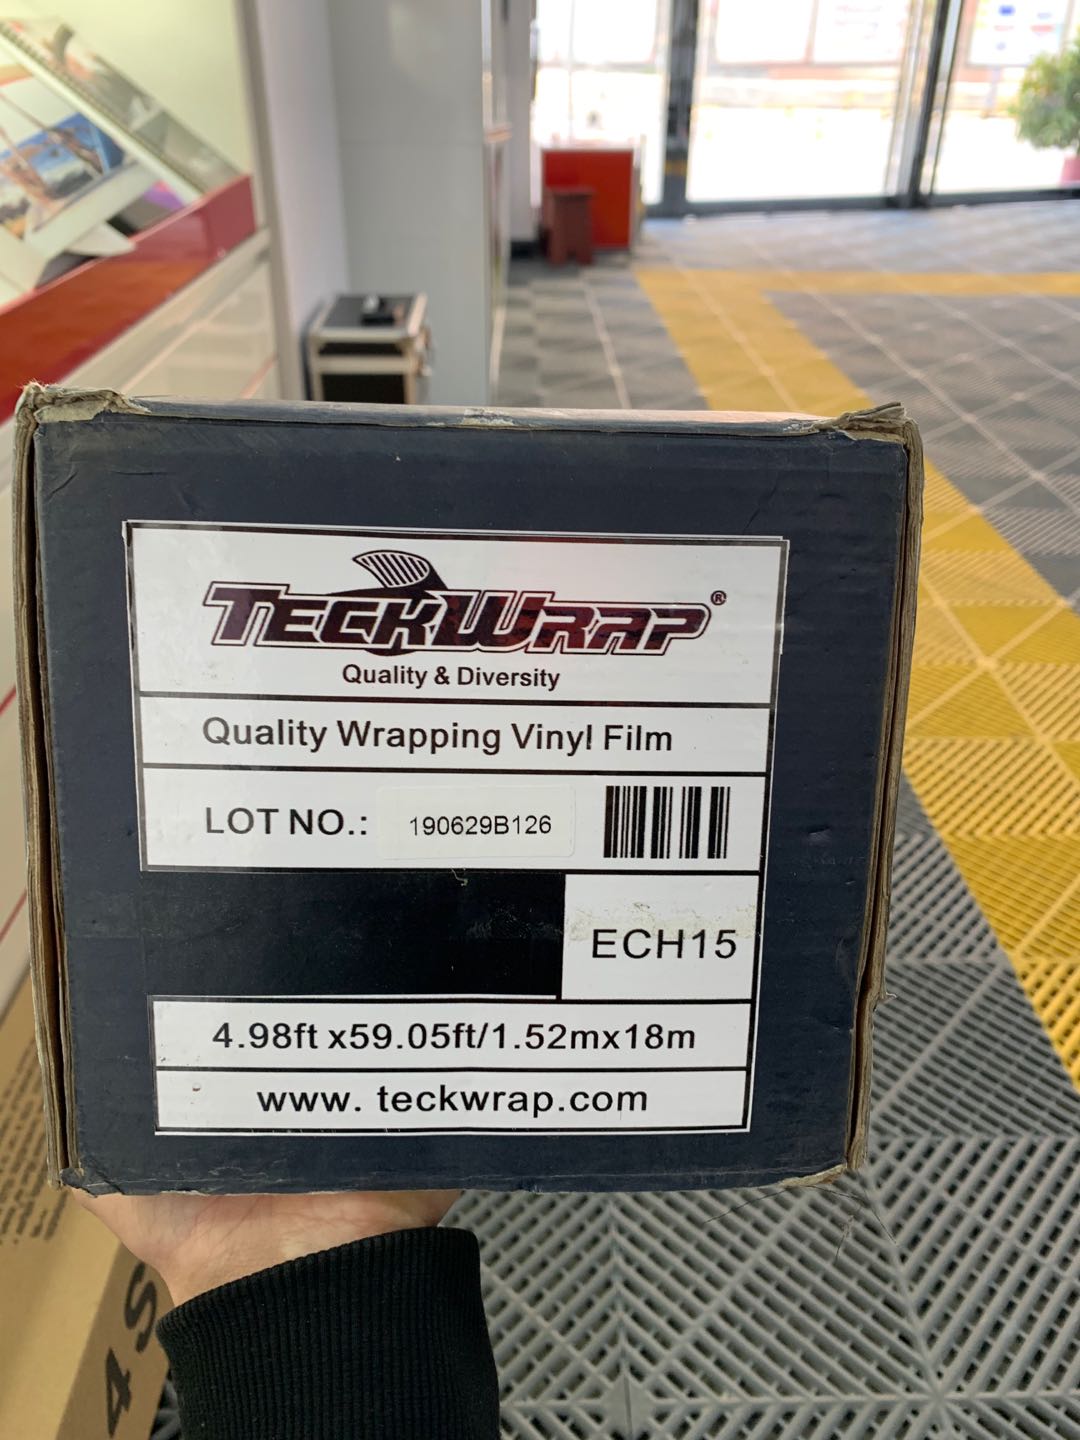 TECKWRAP®
Quality & Diversity
Quality Wrapping Vinyl Film
LOT NO.: 190629B126
ECH15
4.98ft x59.05ft/1.52mx18m
www. teckwrap.com
4S